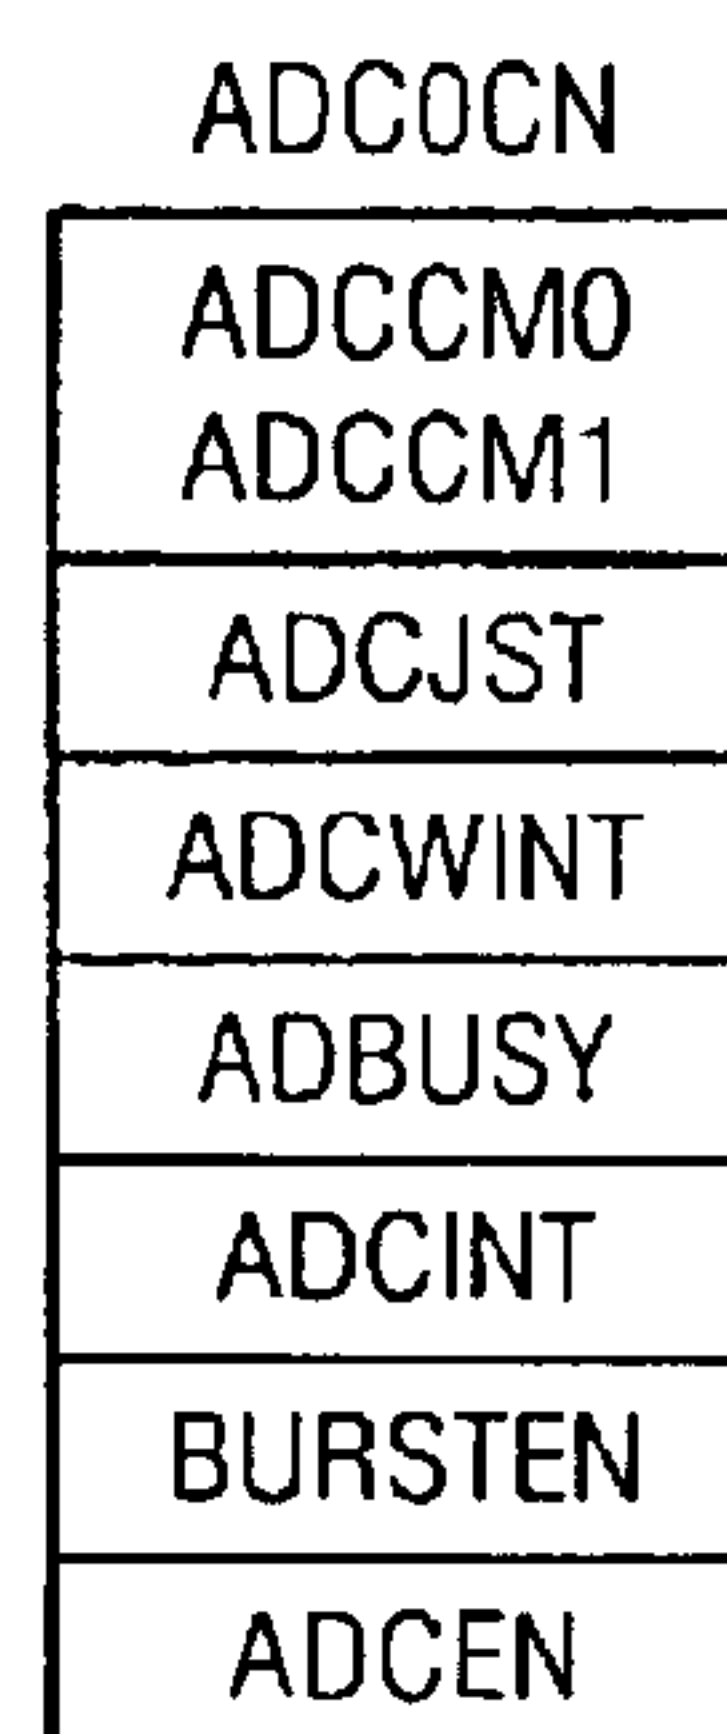 ADC0CN
ADCCM0
ADCCM1
ADCJST
ADCWINT
ADBUSY
ADCINT
BURSTEN
ADCEN